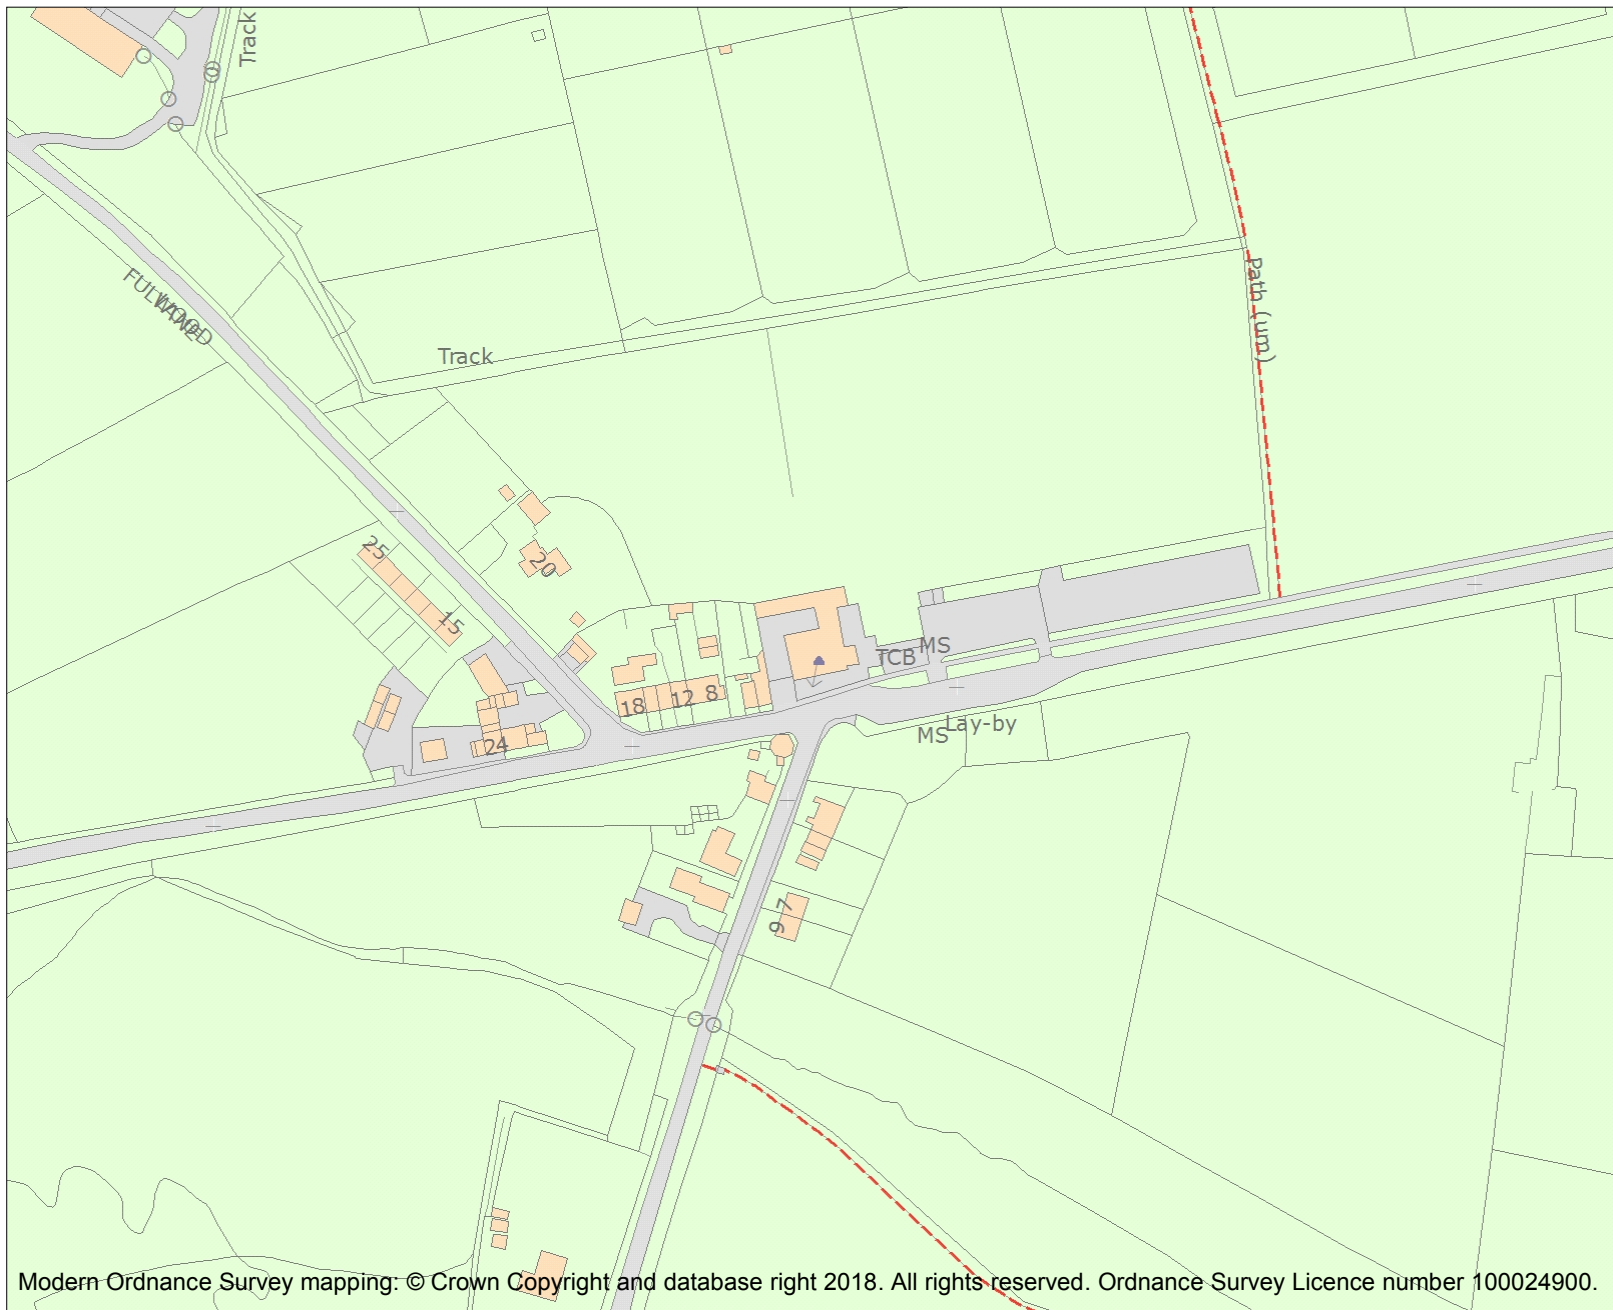 Track
FULWOOD
LANE
Track
Path (um)
25
20
15
MS
TCB
18
12
8
Lay-by
MS
24
7
9
Modern Ordnance Survey mapping: © Crown Copyright and database right 2018. All rights reserved. Ordnance Survey Licence number 100024900.